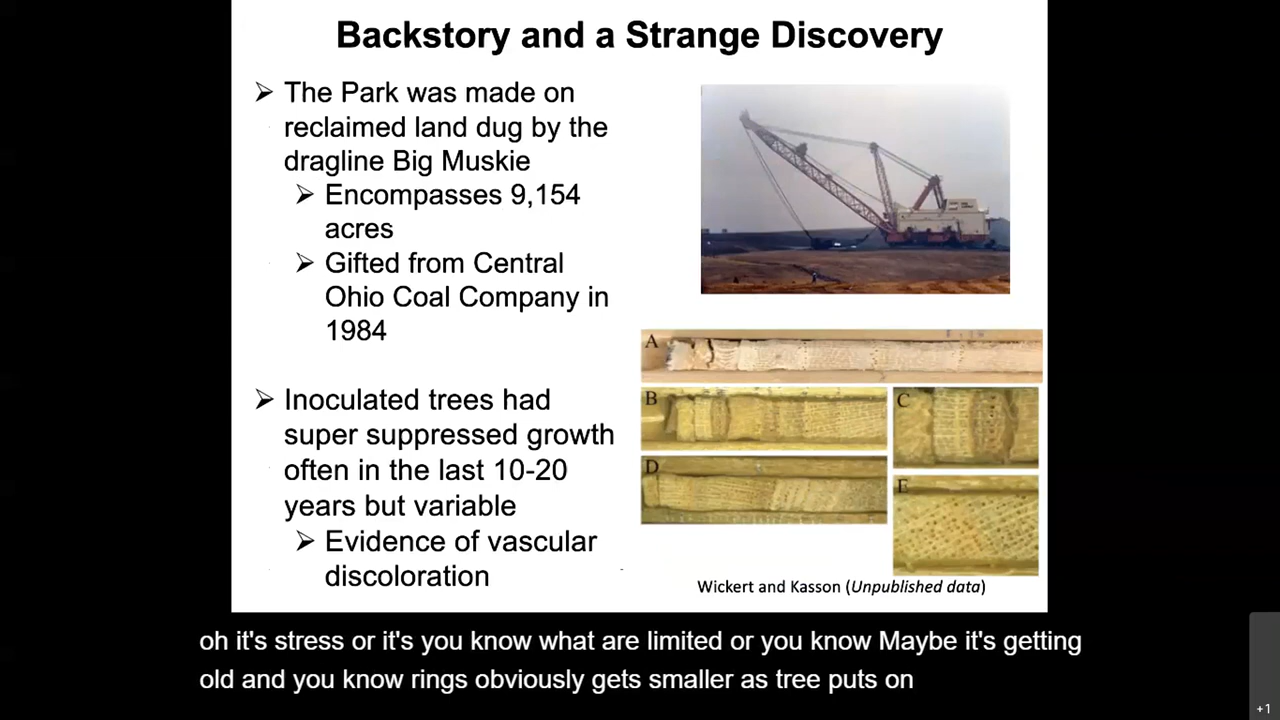 Backstory and a Strange Discovery
➢ The Park was made on
reclaimed land dug by the
dragline Big Muskie
➢ Encompasses 9,154
acres
➢ Gifted from Central
Ohio Coal Company in
1984
➢ Inoculated trees had
super suppressed growth
often in the last 10-20
years but variable
➢ Evidence of vascular
discoloration
A
B
C
D
E
Wickert and Kasson (Unpublished data)
oh it's stress or it's you know what are limited or you know Maybe it's getting
old and you know rings obviously gets smaller as tree puts on
+1